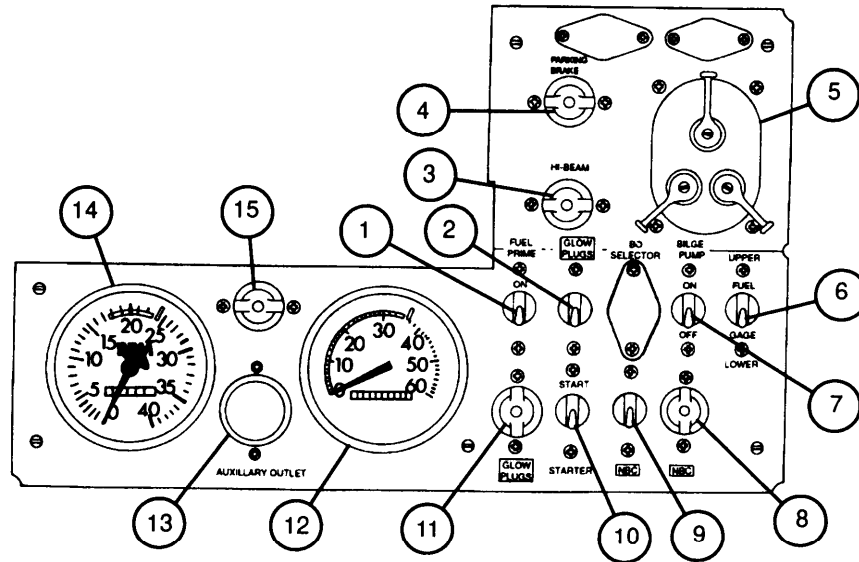 PARKING
BRAKE
4
5
HI-BEAM
3
14
15
1
2
FUEL
PRIME
GLOW
PLUGS
BO
SELECTOR
BILGE
PUMP
UPPER
ON
ON
FUEL
6
OFF
GAGE
LOWER
7
0
5
10
15
20
25
30
35
40
0
10
20
30
40
50
60
START
AUXILLARY OUTLET
GLOW
PLUGS
STARTER
NBC
NBC
13
12
11
10
9
8